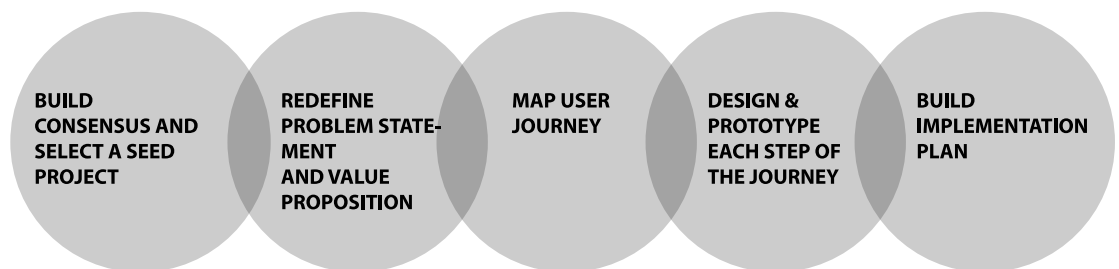 BUILD
CONSENSUS AND
SELECT A SEED
PROJECT
REDEFINE
PROBLEM STATE-
MENT
AND VALUE
PROPOSITION
MAP USER
JOURNEY
DESIGN &
PROTOTYPE
EACH STEP OF
THE JOURNEY
BUILD
IMPLEMENTATION
PLAN